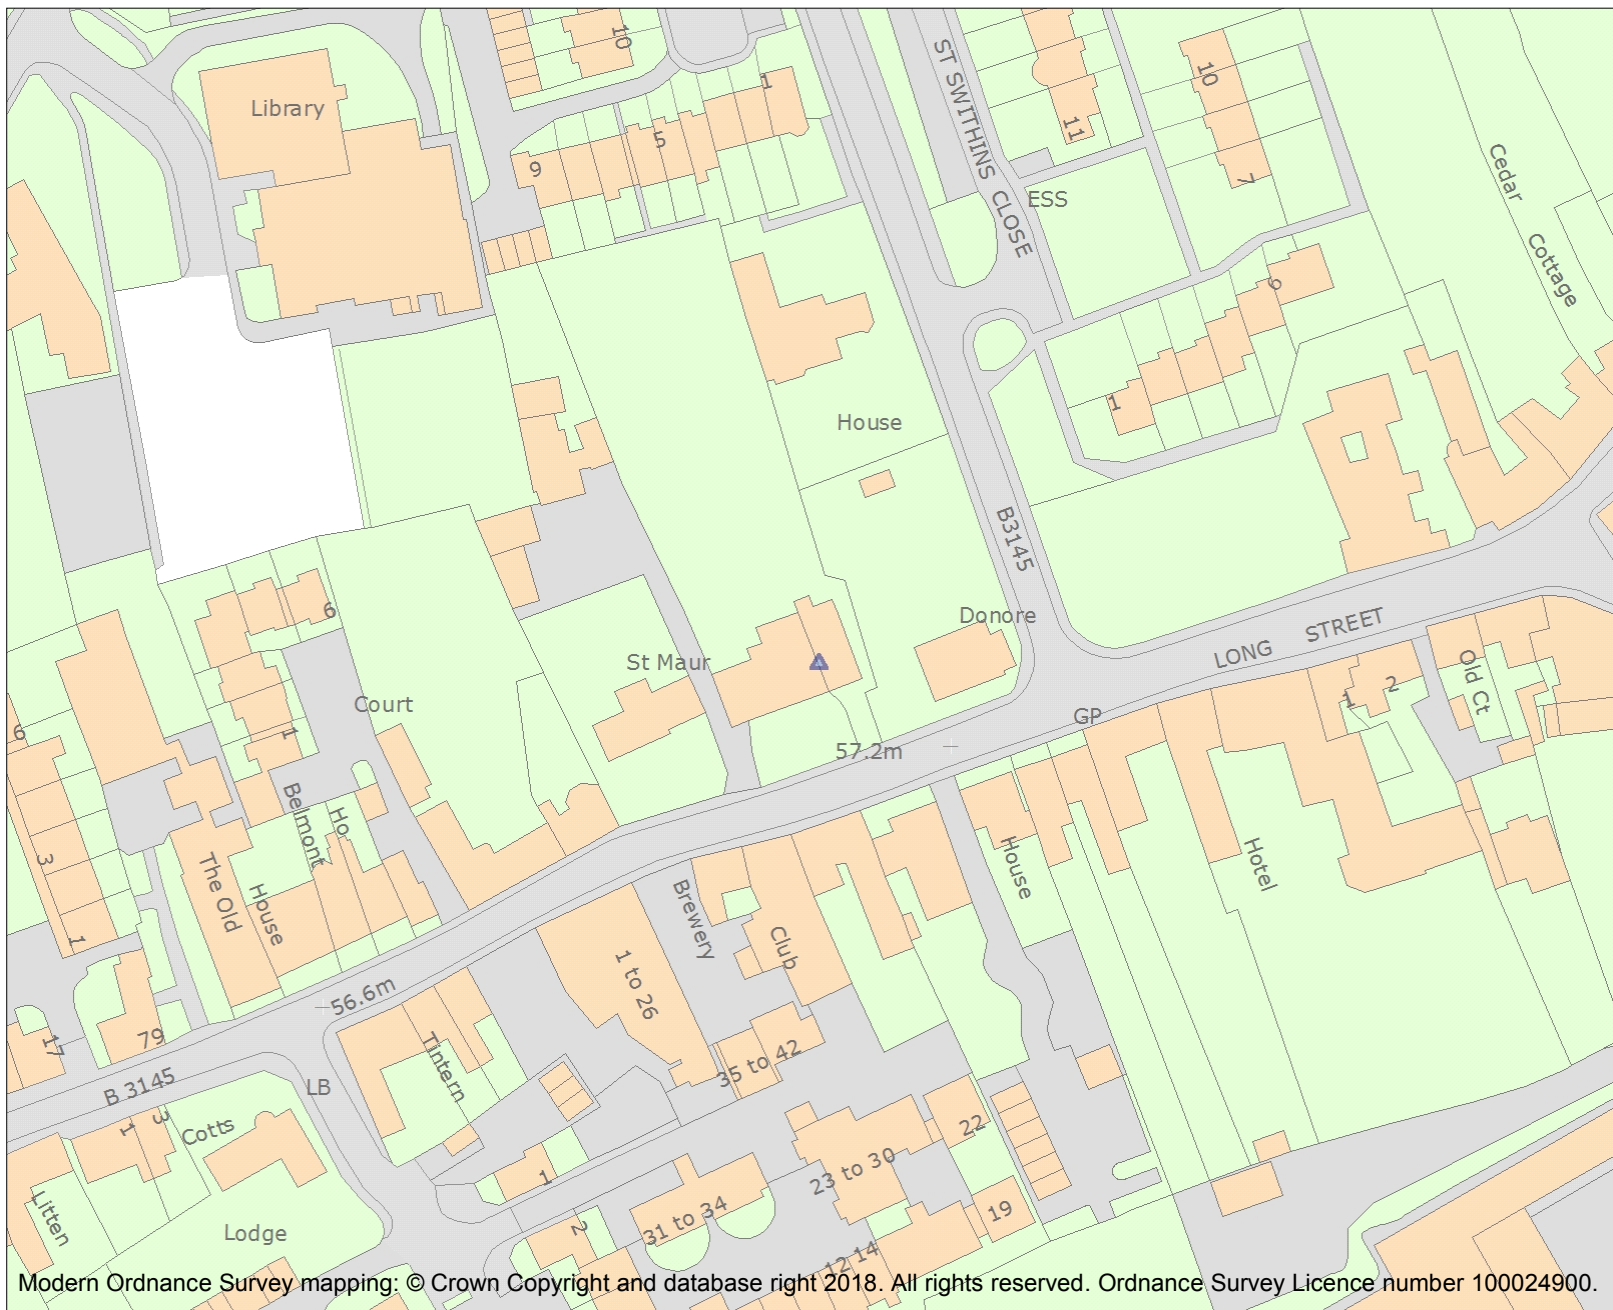 10
1
Library
5
9
ST SWITHINS CLOSE
11
10
7
ESS
Cedar
Cottage
9
1
House
B3145
Donore
LONG STREET
Old Ct
1
2
GP
57.2m
St Maur
6
Court
1
Belmont
Ho
The Old
House
6
3
1
17
79
56.6m
B 3145
LB
Tintern
1 to 26
Brewery
Club
House
Hotel
35 to 42
22
23 to 30
19
31 to 34
12 14
1
2
3
1
Cotts
Lodge
Litten
Modern Ordnance Survey mapping: © Crown Copyright and database right 2018. All rights reserved. Ordnance Survey Licence number 100024900.